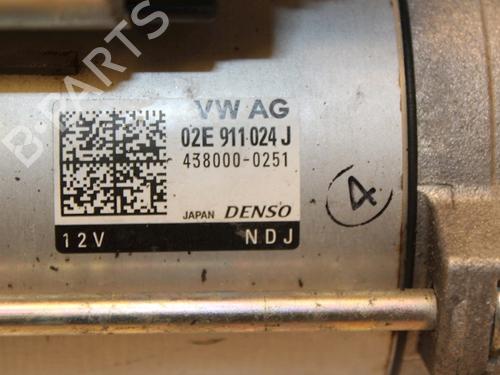 VW AG
02E 911 024 J
438000-0251
JAPAN DENSO
12V NDJ
4
B-PARTS